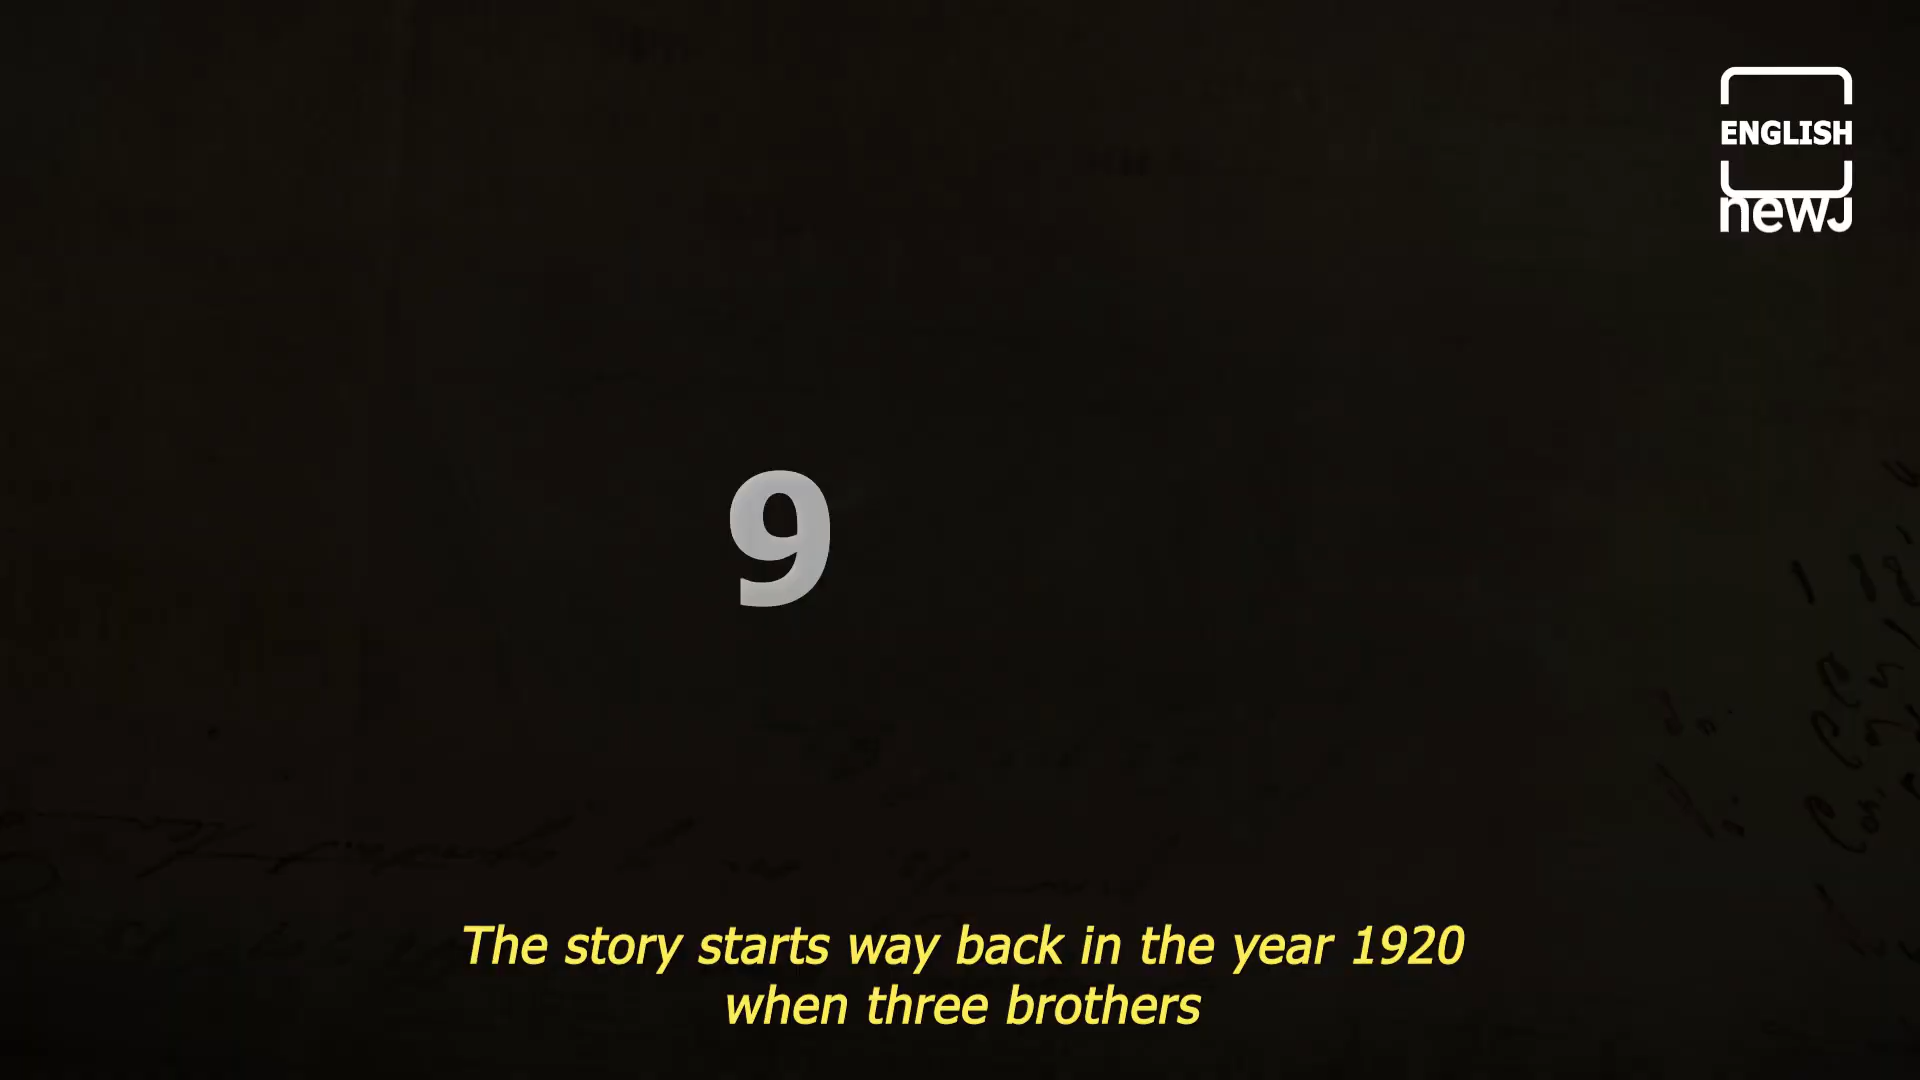 ENGLISH
newJ
9
The story starts way back in the year 1920
when three brothers